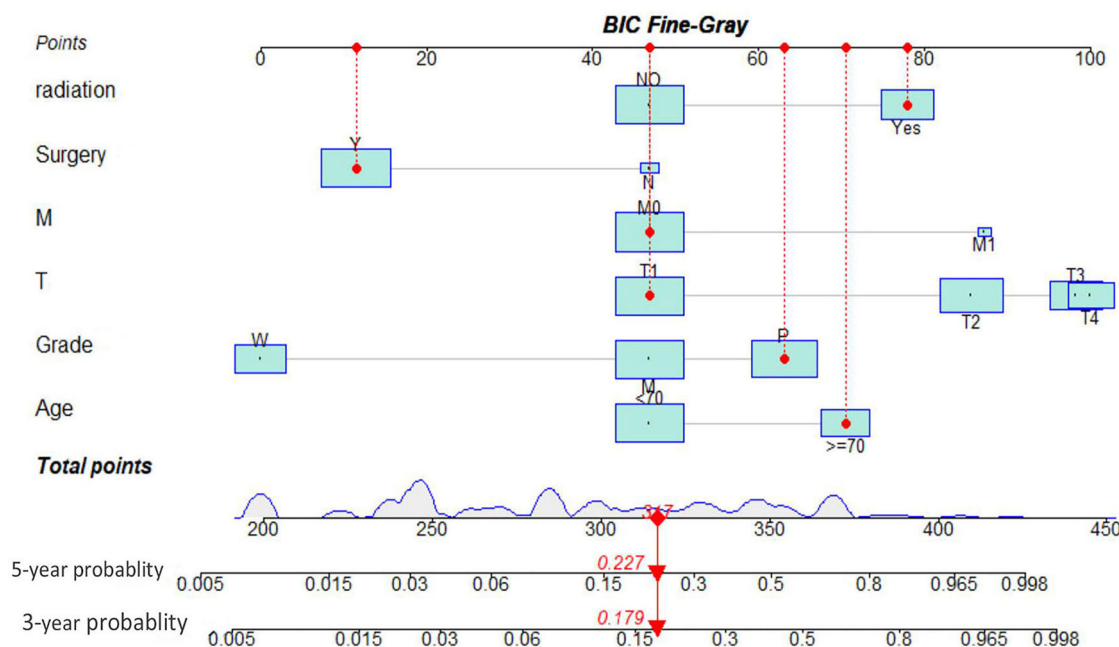 BIC Fine-Gray
Points
0 20 40 60 80 100
radiation
NO
Yes
Surgery
Y
N
M
M0
M1
T
T1
T2
T3
T4
Grade
W
M
P
Age
<70
>=70
Total points
317
200 250 300 350 400 450
5-year probablity
0.227
0.005 0.015 0.03 0.06 0.15 0.3 0.5 0.8 0.965 0.998
3-year probablity
0.179
0.005 0.015 0.03 0.06 0.15 0.3 0.5 0.8 0.965 0.998